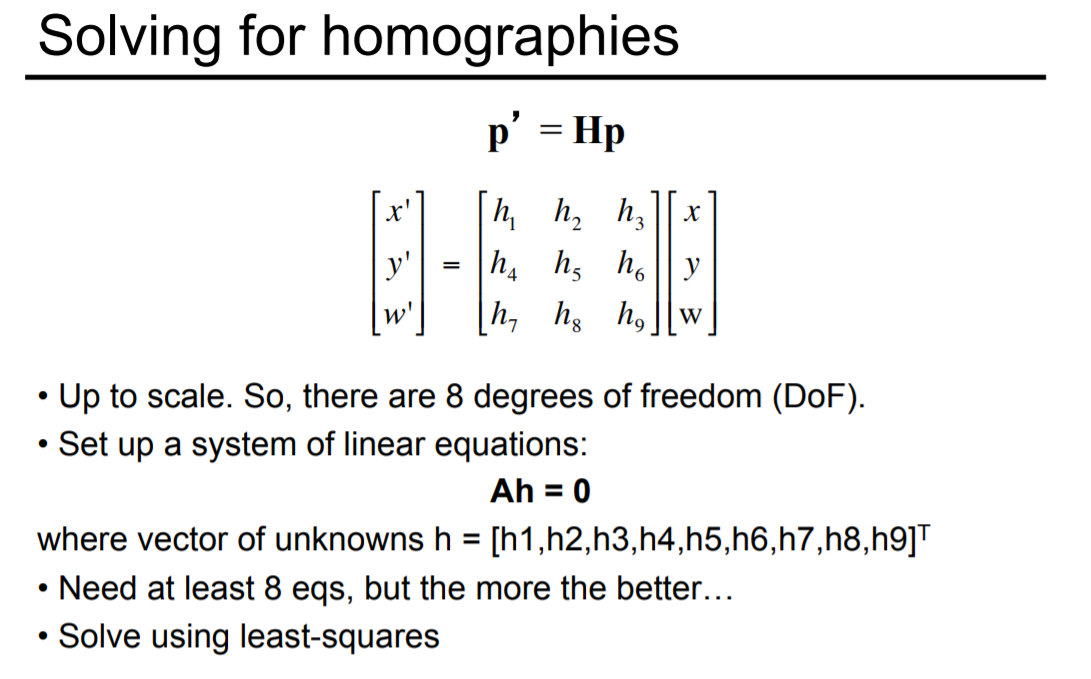 Solving for homographies
p’ = Hp
[x' y' w'] = [h₁ h₂ h₃; h₄ h₅ h₆; h₇ h₈ h₉] [x y w]
• Up to scale. So, there are 8 degrees of freedom (DoF).
• Set up a system of linear equations:
Ah = 0
where vector of unknowns h = [h1,h2,h3,h4,h5,h6,h7,h8,h9]ᵀ
• Need at least 8 eqs, but the more the better…
• Solve using least-squares